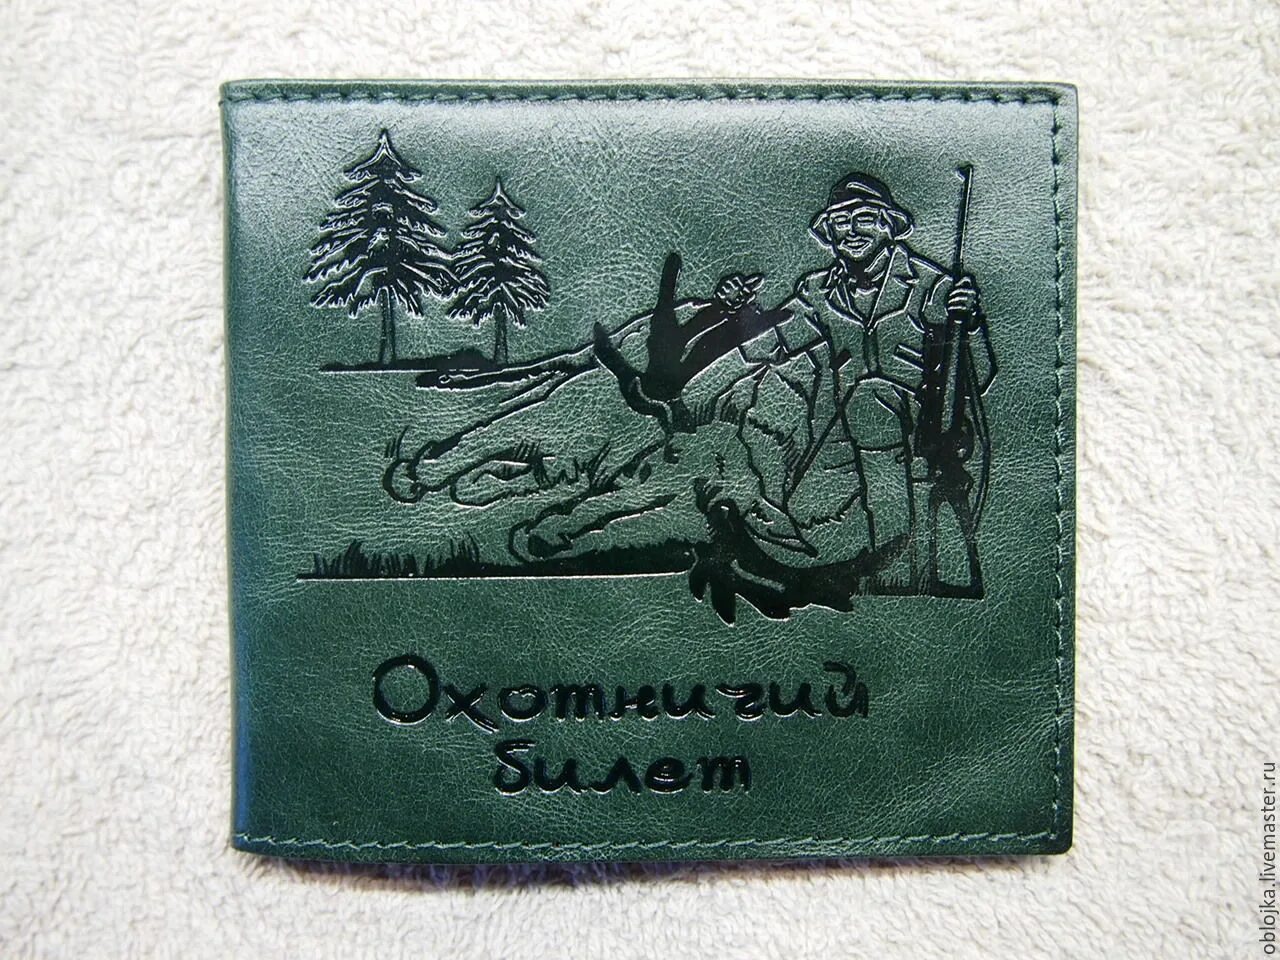 Охотничий
билет
oblojka.livemaster.ru